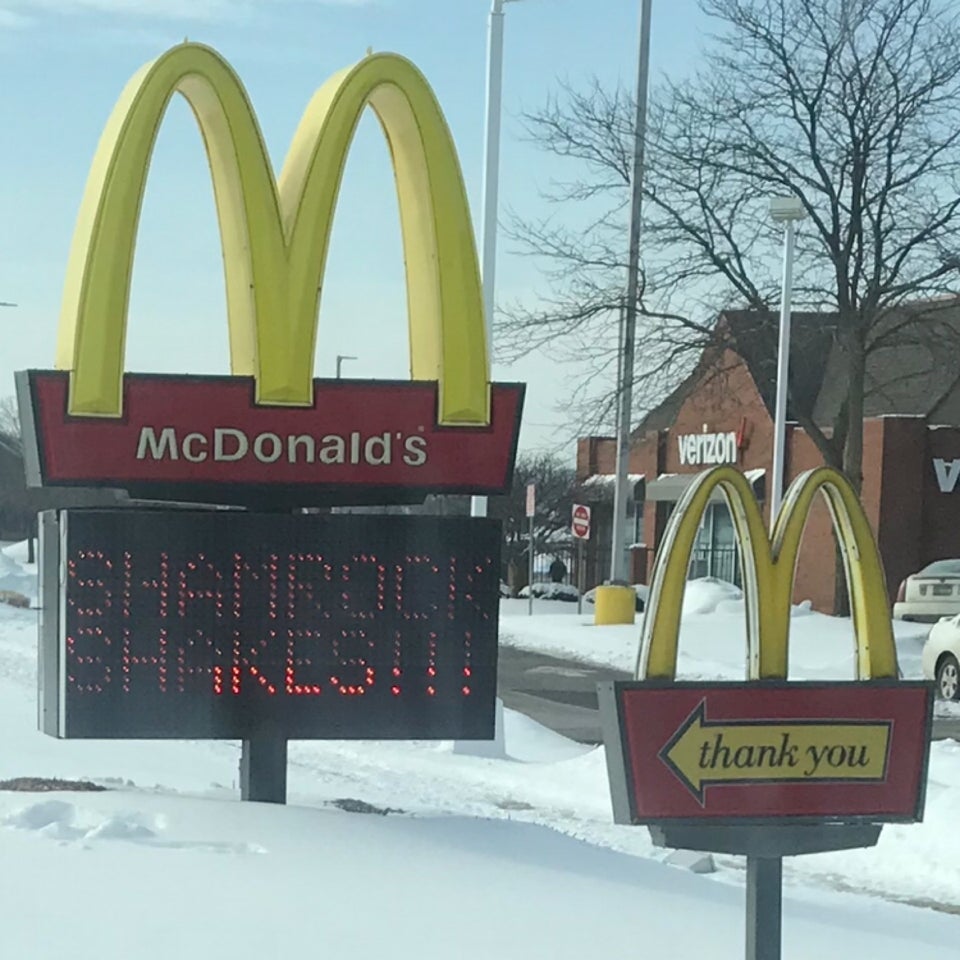 McDonald's
SHAMROCK
SHAKES!!!
verizon
thank you